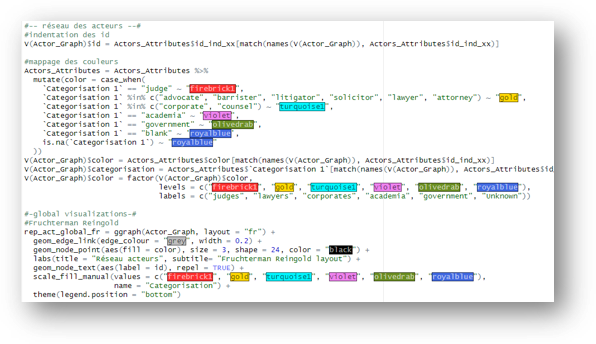 #-- réseau des acteurs --#
#indentation des id
V(Actor_Graph)$id = Actors_Attributes$id_ind_xx[match(names(V(Actor_Graph)), Actors_Attributes$id_ind_xx)]
#mappage des couleurs
Actors_Attributes = Actors_Attributes %>%
mutate(color = case_when(
`Categorisation 1` == "judge" ~ "firebrick1",
`Categorisation 1` %in% c("advocate", "barrister", "litigator", "solicitor", "lawyer", "attorney") ~ "gold",
`Categorisation 1` %in% c("corporate", "counsel") ~ "turquoise1",
`Categorisation 1` == "academia" ~ "violet",
`Categorisation 1` == "government" ~ "olivedrab",
`Categorisation 1` == "blank" ~ "royalblue",
is.na(`Categorisation 1`) ~ "royalblue"
))
V(Actor_Graph)$color = Actors_Attributes$color[match(names(V(Actor_Graph)), Actors_Attributes$id_ind_xx)]
V(Actor_Graph)$categorisation = Actors_Attributes$`Categorisation 1`[match(names(V(Actor_Graph)), Actors_Attributes$id
V(Actor_Graph)$color = factor(V(Actor_Graph)$color,
levels = c("firebrick1", "gold", "turquoise1", "violet", "olivedrab", "royalblue"),
labels = c("judges", "lawyers", "corporates", "academia", "government", "Unknown"))
#-global visualizations-#
#Fruchterman Reingold
rep_act_global_fr = ggraph(Actor_Graph, layout = "fr") +
geom_edge_link(edge_colour = "grey", width = 0.2) +
geom_node_point(aes(fill = color), size = 3, shape = 24, color = "black") +
labs(title = "Réseau acteurs", subtitle= "Fruchterman Reingold layout") +
geom_node_text(aes(label = id), repel = TRUE) +
scale_fill_manual(values = c("firebrick1", "gold", "turquoise1", "violet", "olivedrab", "royalblue"),
name = "Categorisation") +
theme(legend.position = "bottom")